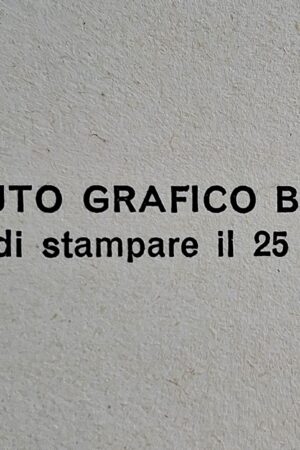 UTO GRAFICO B
di stampare il 25